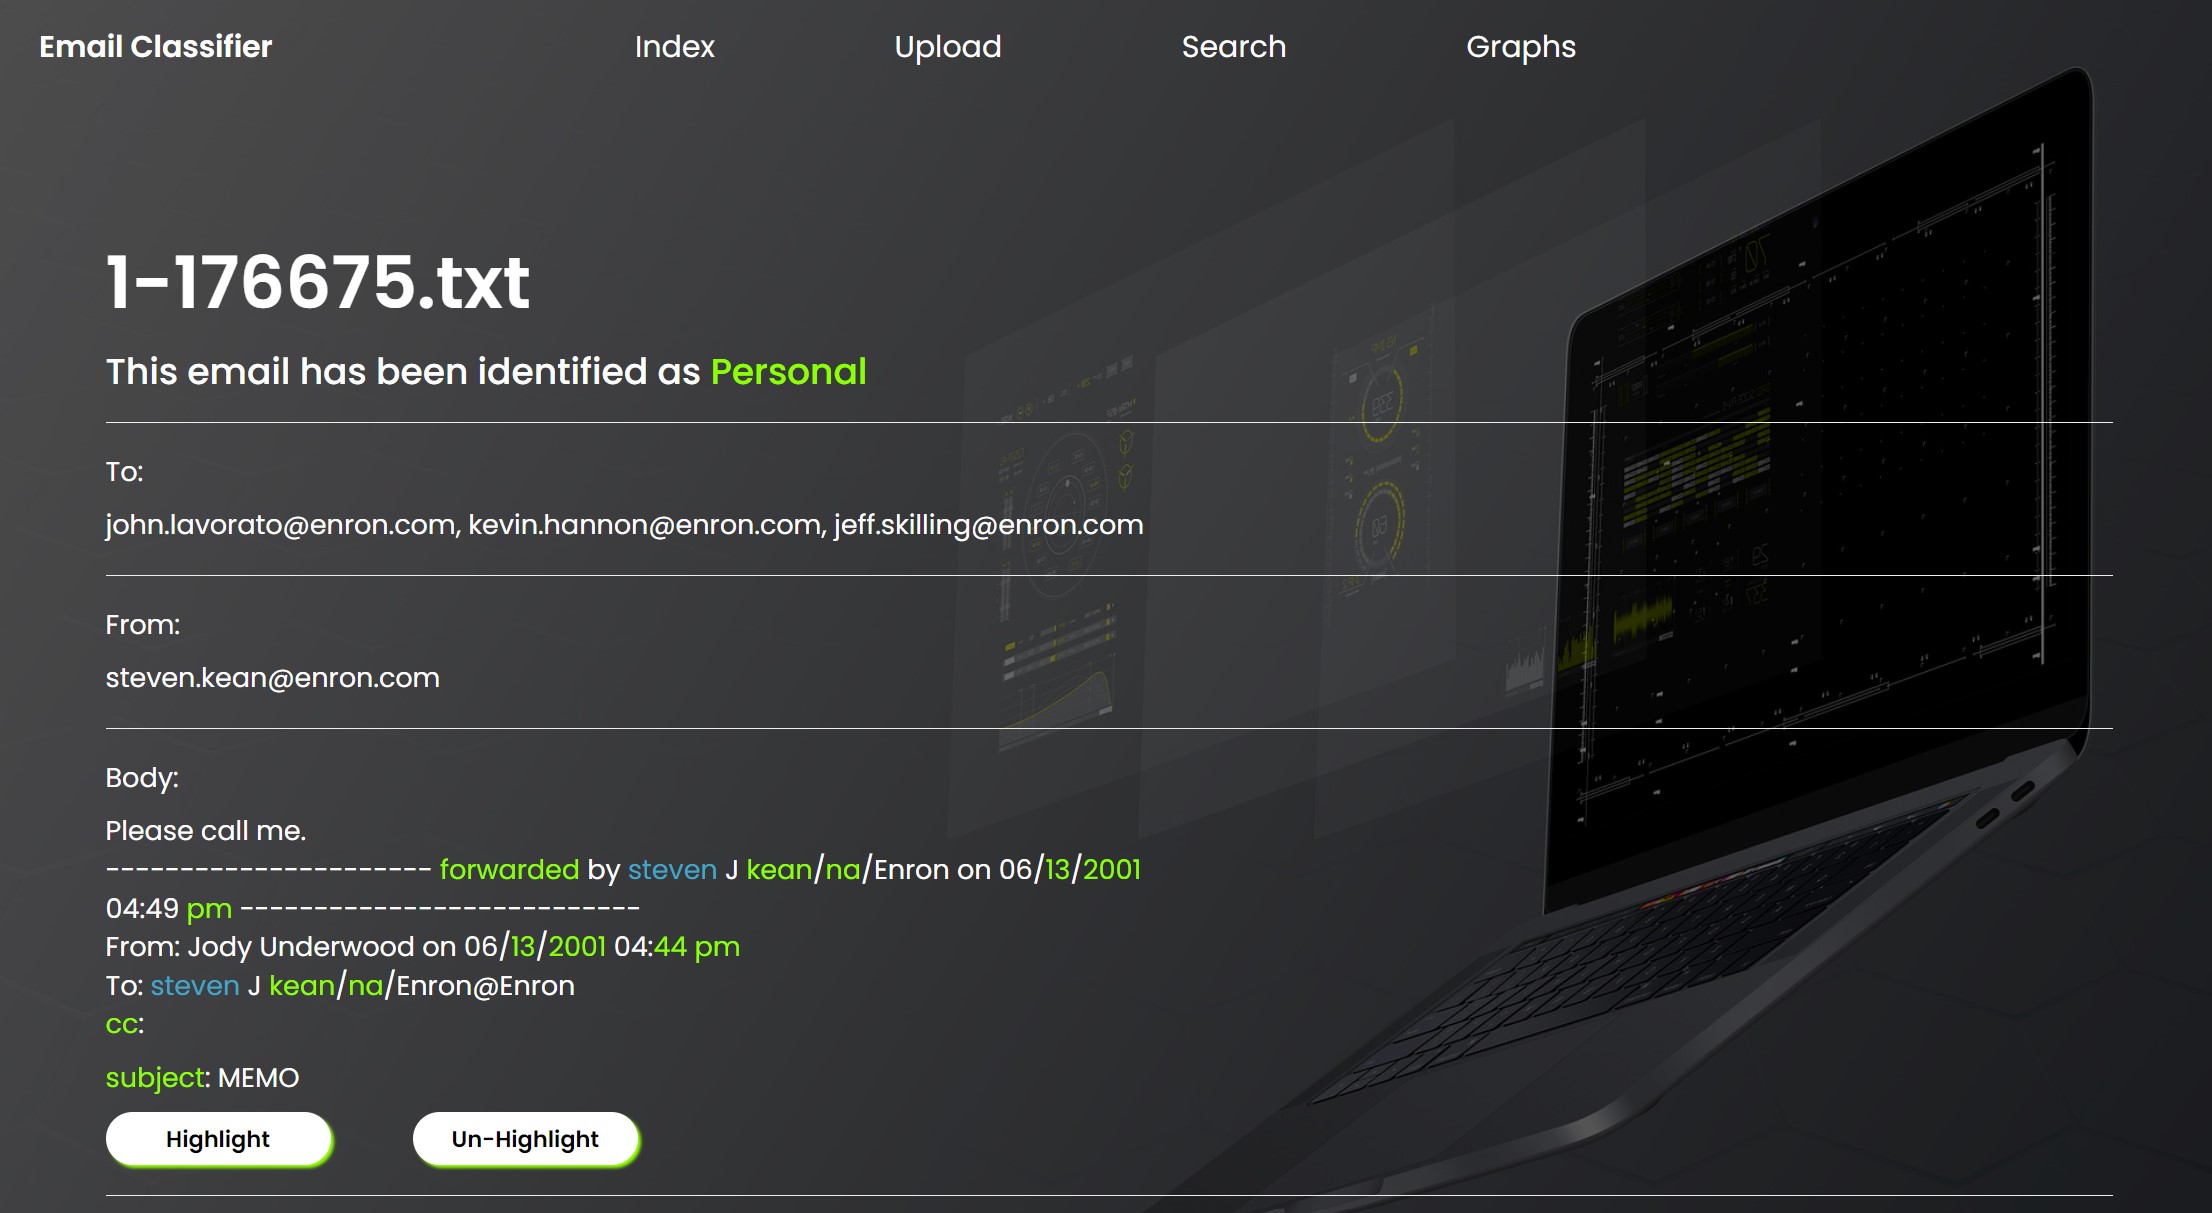 Email Classifier Index Upload Search Graphs
1-176675.txt
This email has been identified as Personal
To:
john.lavorato@enron.com, kevin.hannon@enron.com, jeff.skilling@enron.com
From:
steven.kean@enron.com
Body:
Please call me.
---------------------- forwarded by steven J kean/na/Enron on 06/13/2001
04:49 pm ---------------------------
From: Jody Underwood on 06/13/2001 04:44 pm
To: steven J kean/na/Enron@Enron
cc:
subject: MEMO
Highlight Un-Highlight